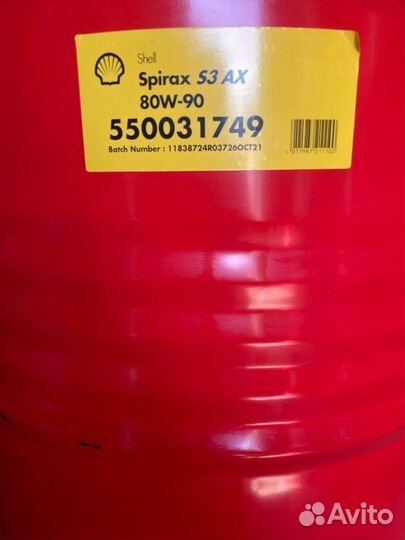 Shell
Spirax S3 AX
80W-90
550031749
Batch Number : 11838724R03726OCT21
Avito